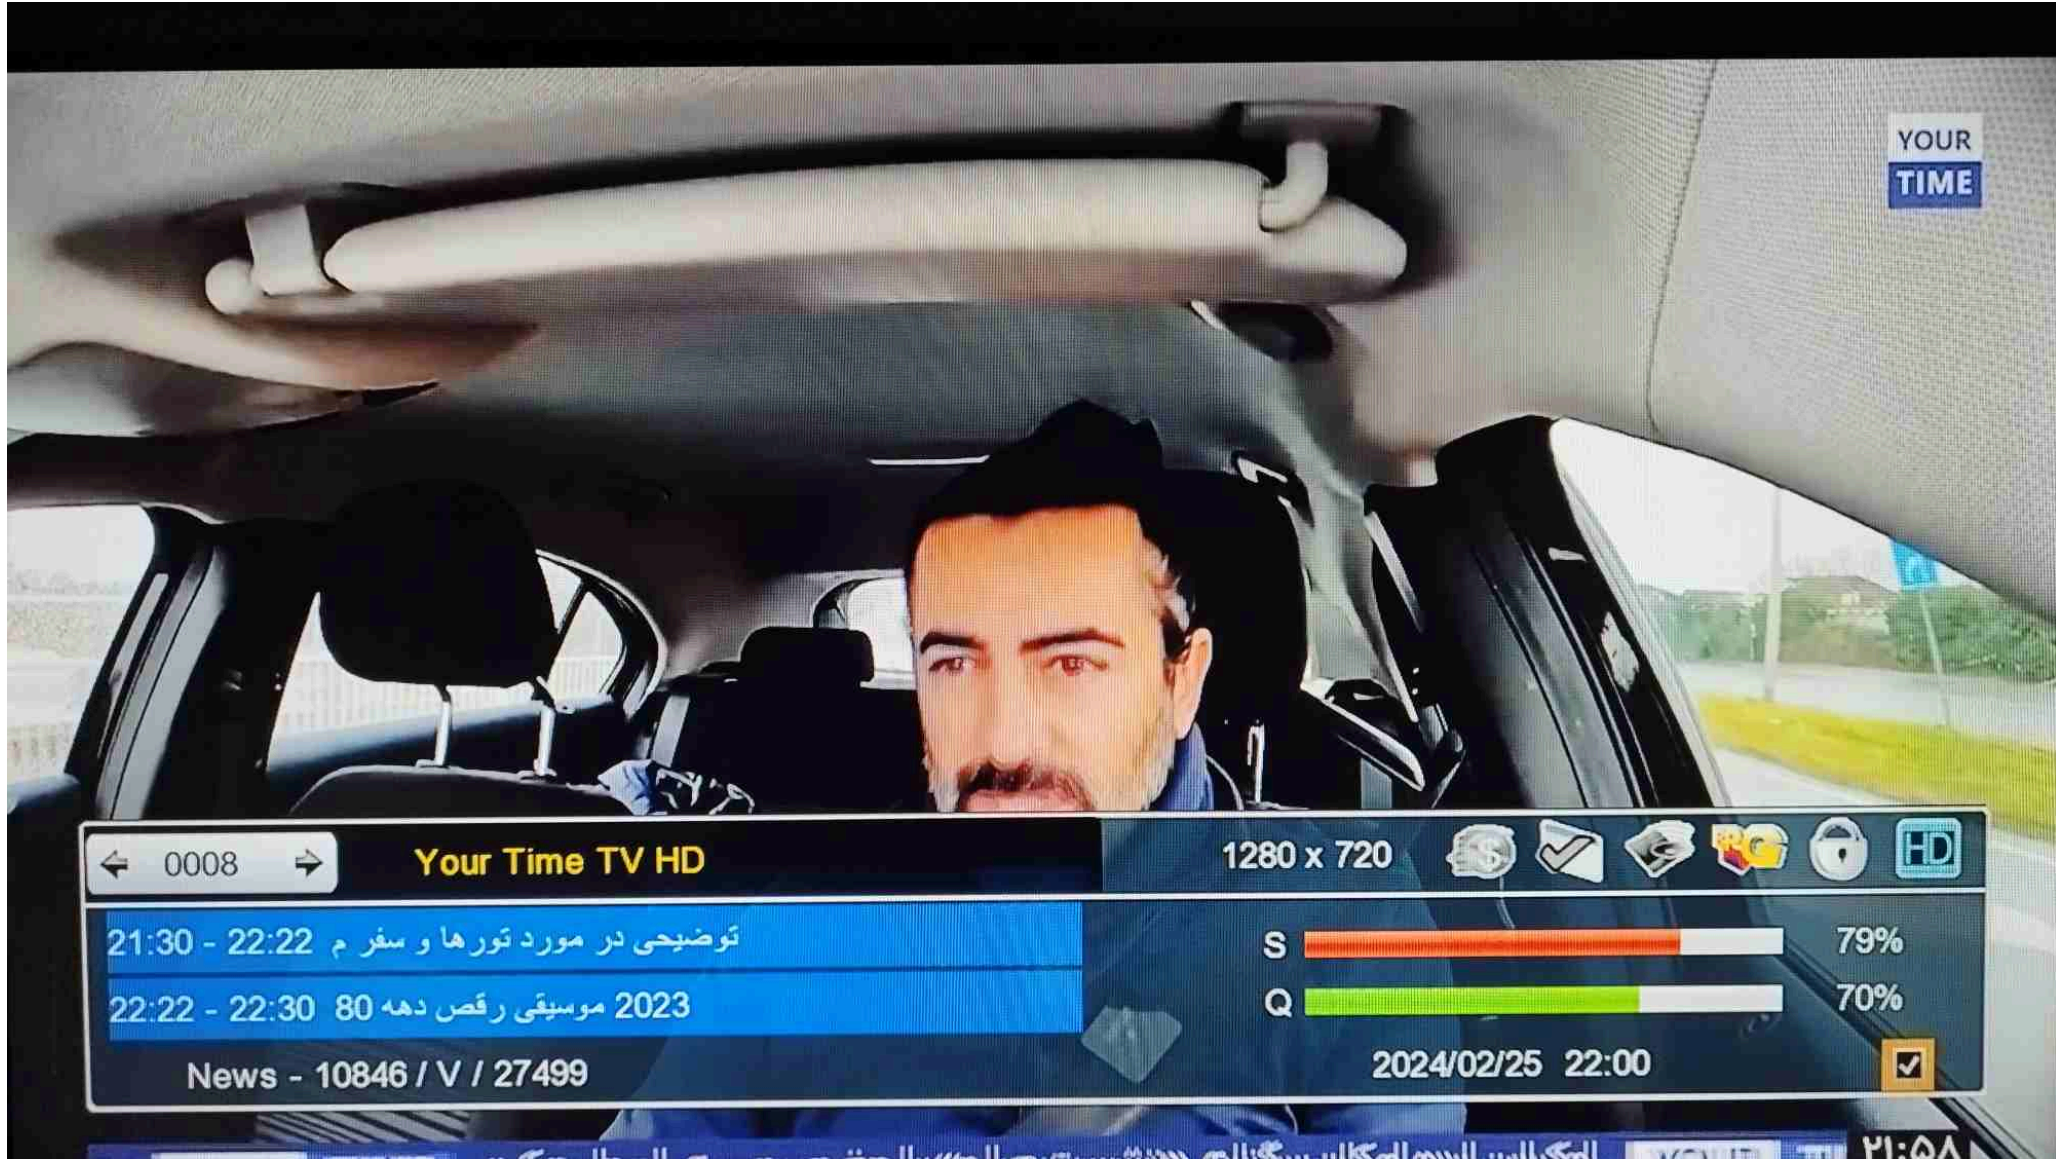 YOUR
TIME
0008 Your Time TV HD 1280 x 720 HD
21:30 - 22:22 توضیحی در مورد تورها و سفر م
S 79%
22:22 - 22:30 موسیقی رقص دهه 80 2023
Q 70%
News - 10846 / V / 27499 2024/02/25 22:00
۲۱:۵۸